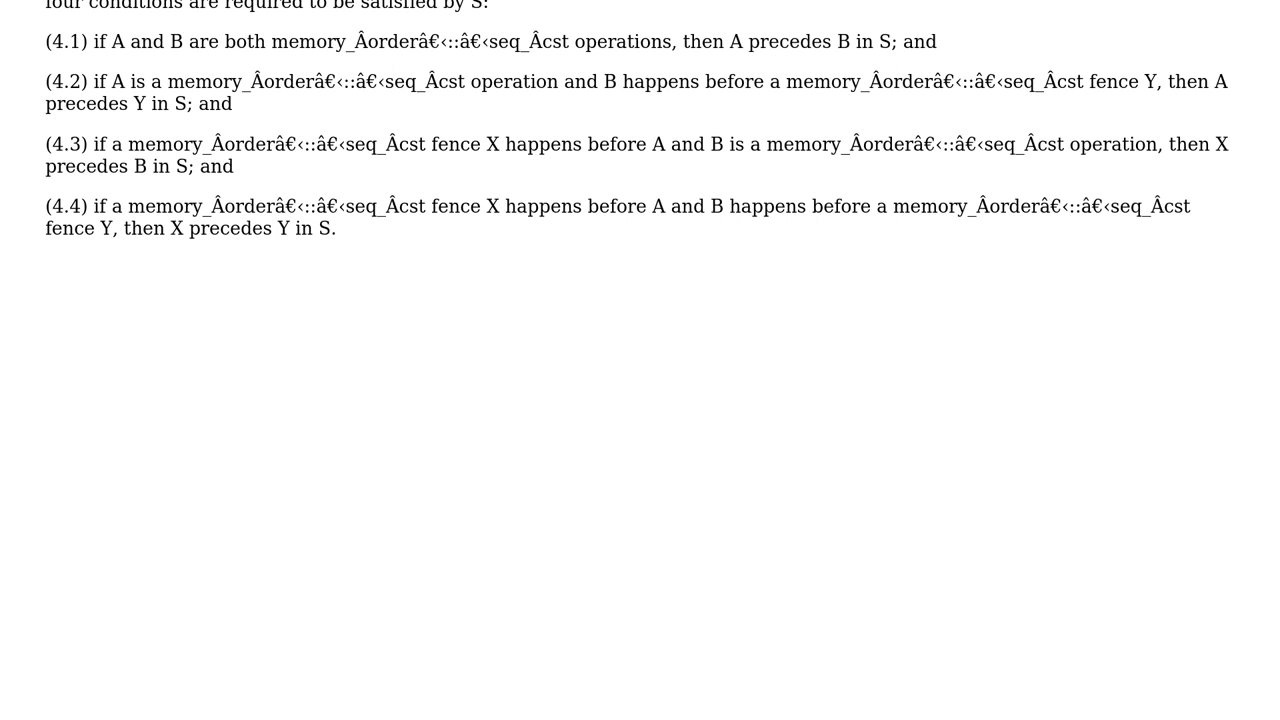 four conditions are required to be satisfied by S:
(4.1) if A and B are both memory_Âorderâ€‹::â€‹seq_Âcst operations, then A precedes B in S; and
(4.2) if A is a memory_Âorderâ€‹::â€‹seq_Âcst operation and B happens before a memory_Âorderâ€‹::â€‹seq_Âcst fence Y, then A
precedes Y in S; and
(4.3) if a memory_Âorderâ€‹::â€‹seq_Âcst fence X happens before A and B is a memory_Âorderâ€‹::â€‹seq_Âcst operation, then X
precedes B in S; and
(4.4) if a memory_Âorderâ€‹::â€‹seq_Âcst fence X happens before A and B happens before a memory_Âorderâ€‹::â€‹seq_Âcst
fence Y, then X precedes Y in S.